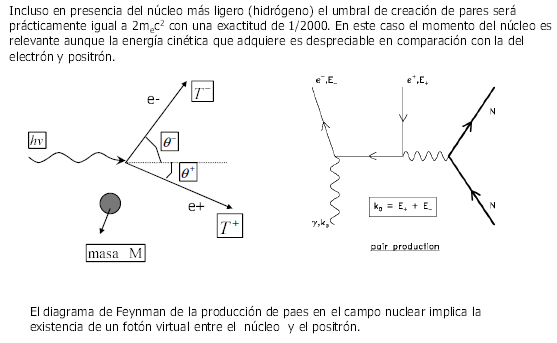 Incluso en presencia del núcleo más ligero (hidrógeno) el umbral de creación de pares será
prácticamente igual a 2mₑc² con una exactitud de 1/2000. En este caso el momento del núcleo es
relevante aunque la energía cinética que adquiere es despreciable en comparación con la del
electrón y positrón.
e⁻,E₋
e⁺,E₊
e-
T⁻
N
hν
θ⁻
θ⁺
e+
T⁺
k₀ = E₊ + E₋
N
γ,k₀
masa M
pair production
El diagrama de Feynman de la producción de paes en el campo nuclear implica la
existencia de un fotón virtual entre el núcleo y el positrón.